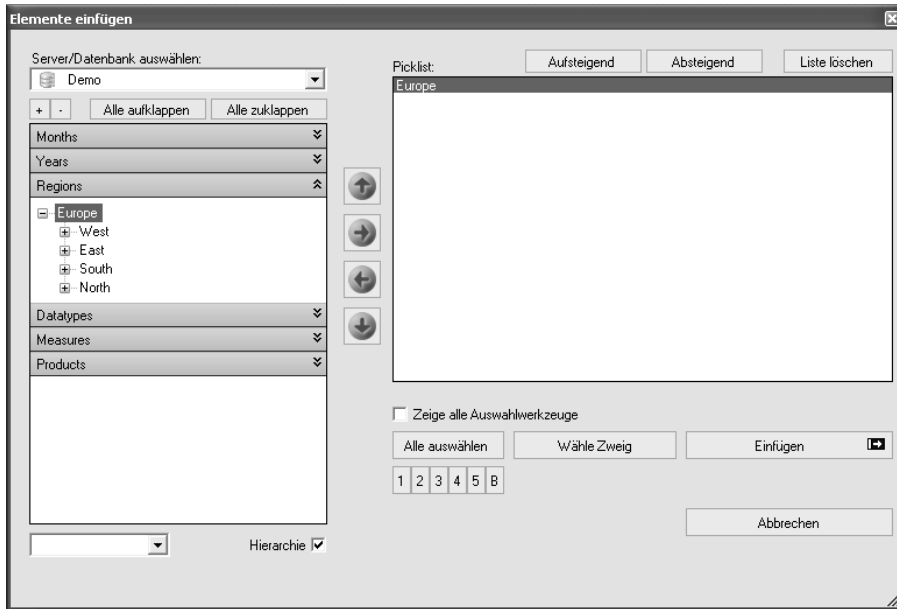 Elemente einfügen
Server/Datenbank auswählen:
Demo
+ - Alle aufklappen Alle zuklappen
Months
Years
Regions
Europe
West
East
South
North
Datatypes
Measures
Products
Hierarchie
Picklist: Aufsteigend Absteigend Liste löschen
Europe
Zeige alle Auswahlwerkzeuge
Alle auswählen Wähle Zweig Einfügen
1 2 3 4 5 B
Abbrechen